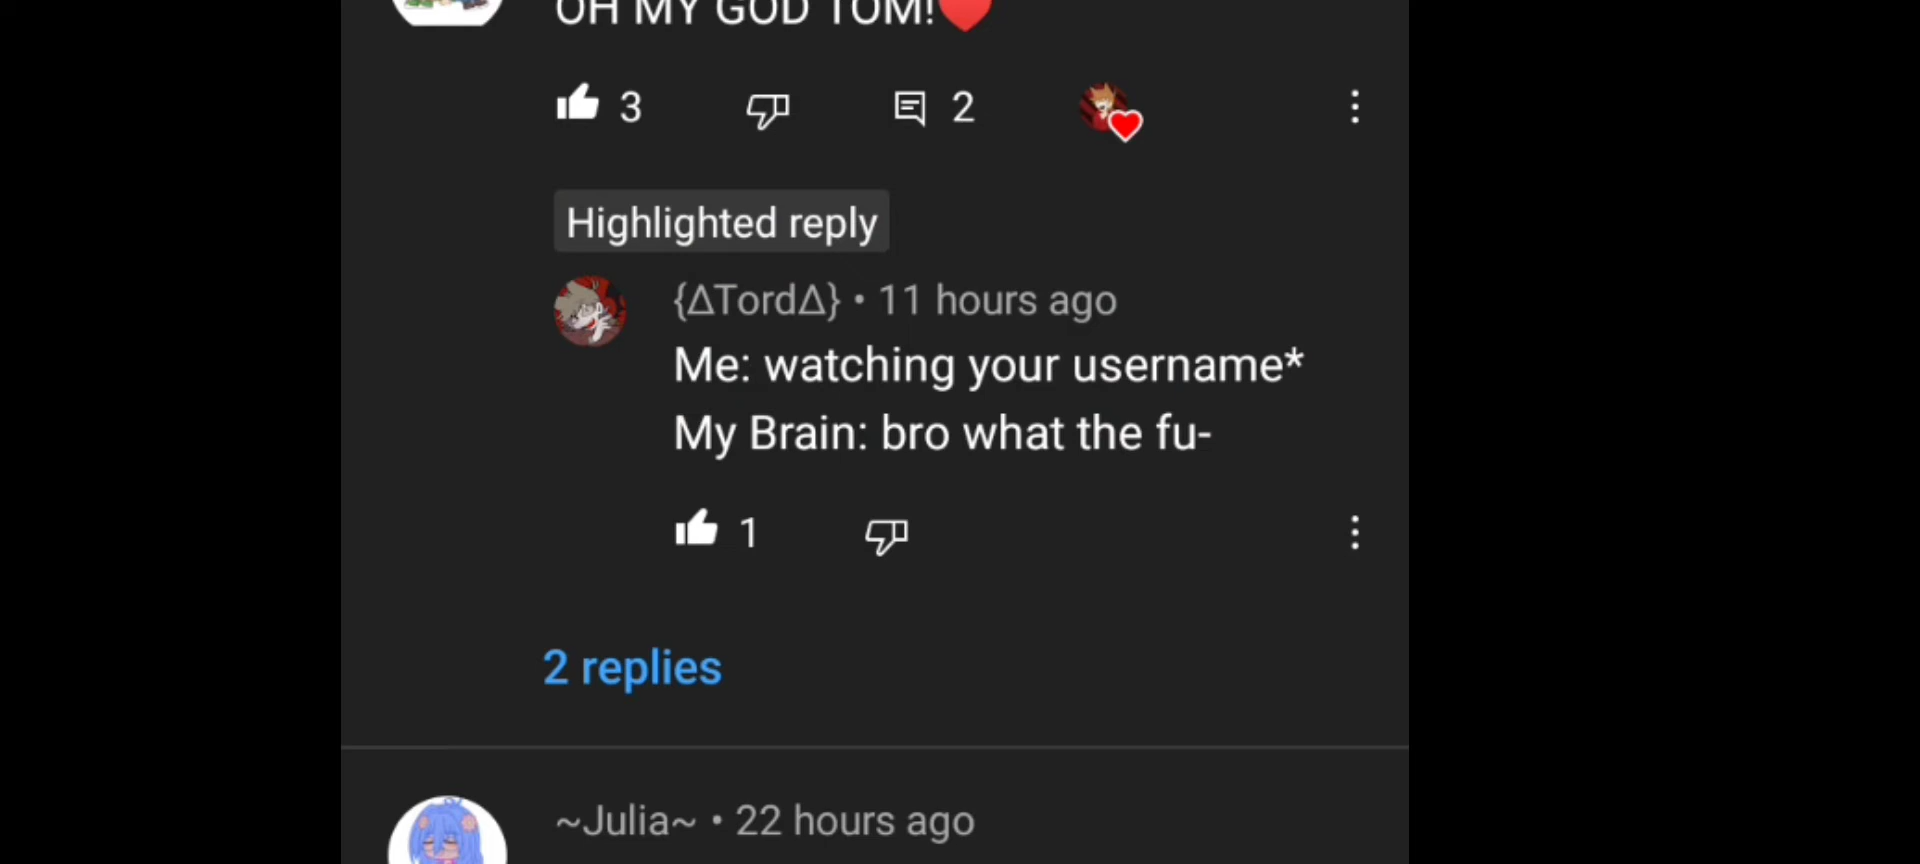 OH MY GOD TOM!❤️
3 2
Highlighted reply
{ΔTordΔ} • 11 hours ago
Me: watching your username*
My Brain: bro what the fu-
1
2 replies
~Julia~ • 22 hours ago